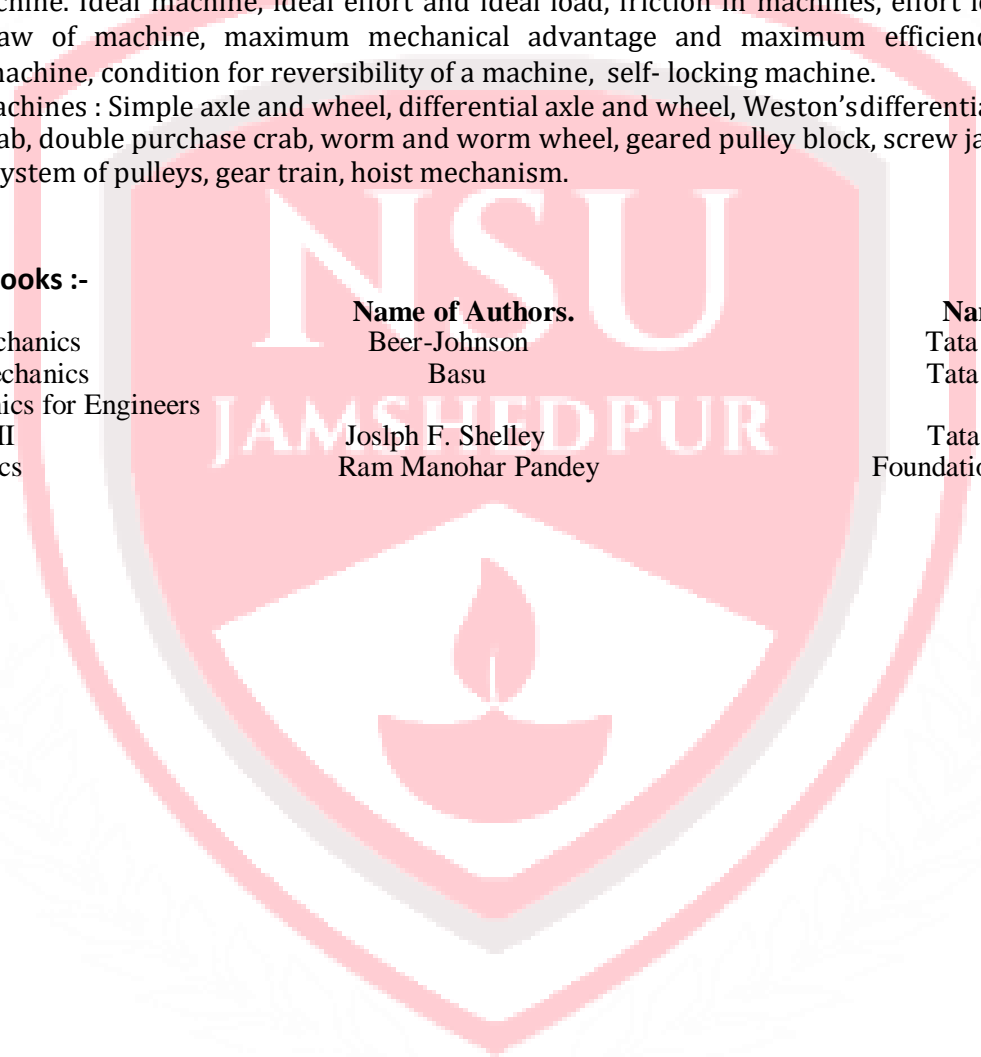 chine. Ideal machine, ideal effort and ideal load, friction in machines, effort lo
aw of machine, maximum mechanical advantage and maximum efficienc
achine, condition for reversibility of a machine, self- locking machine.
achines : Simple axle and wheel, differential axle and wheel, Weston'sdifferentia
ab, double purchase crab, worm and worm wheel, geared pulley block, screw ja
ystem of pulleys, gear train, hoist mechanism.
ooks :-
Name of Authors. Nar
chanics Beer-Johnson Tata
echanics Basu Tata
nics for Engineers
II Joslph F. Shelley Tata
cs Ram Manohar Pandey Foundatio
NSU
JAMSHEDPUR